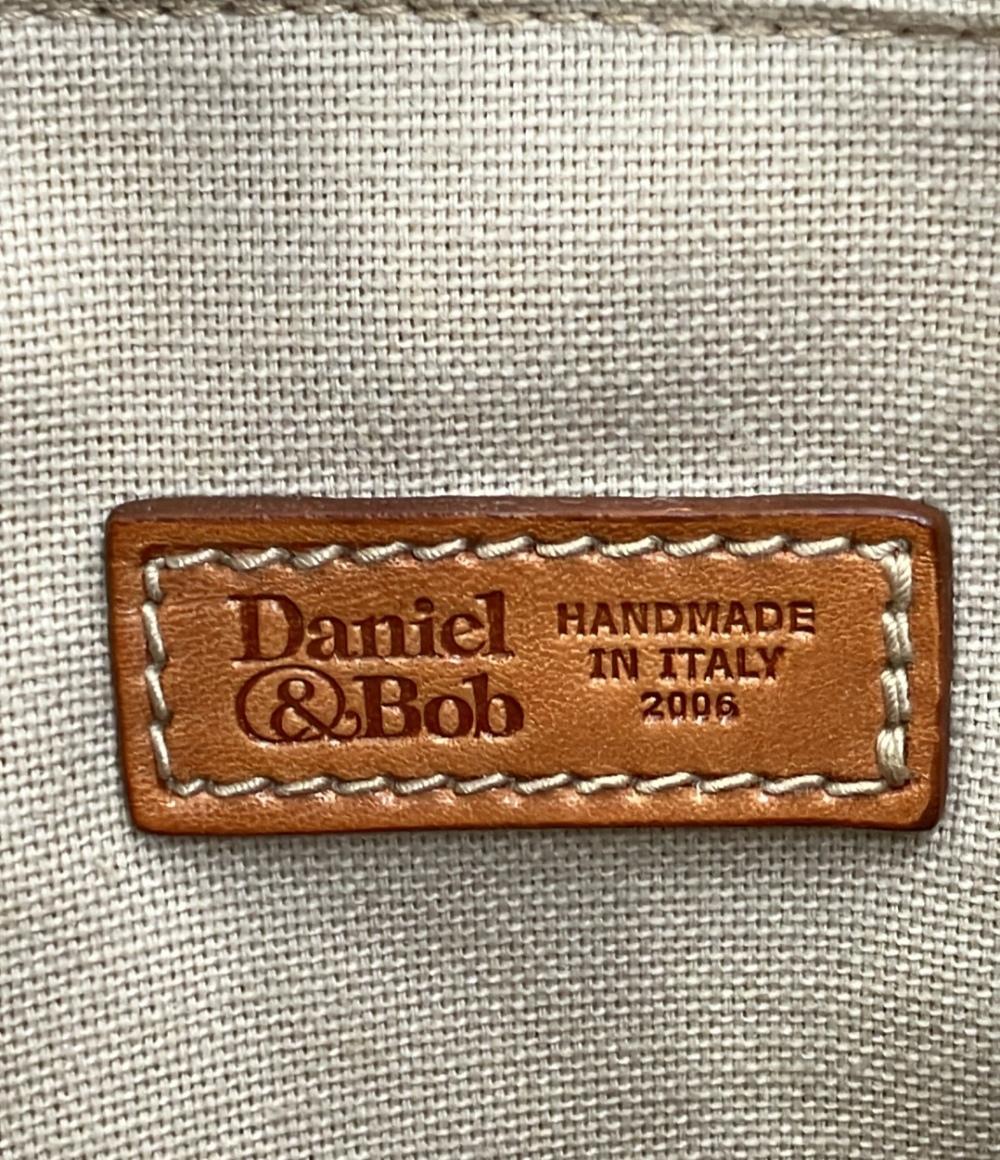 Daniel
&Bob
HANDMADE
IN ITALY
2006